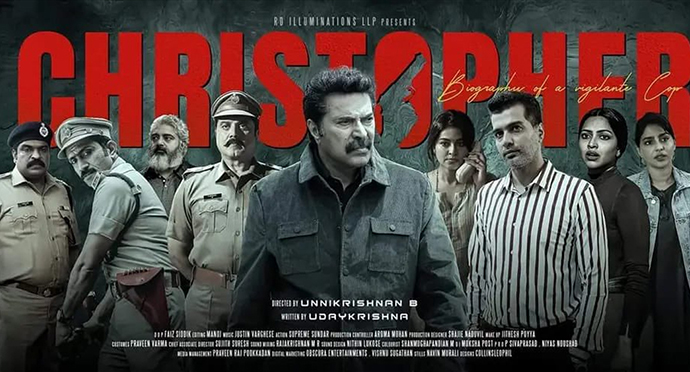 RD ILLUMINATIONS LLP PRESENTS
CHRISTOPHER
Biography of a vigilante Cop
DIRECTED BY UNNIKRISHNAN B
WRITTEN BY UDAYKRISHNA
D O P FAIZ SIDDIK EDITING MANOJ MUSIC JUSTIN VARGHESE ACTION SUPREME SUNDAR PRODUCTION CONTROLLER AROMA MOHAN PRODUCTION DESIGNER SHAJIE NADUVIL MAKE UP JITHESH POYYA
COSTUMES PRAVEEN VARMA CHIEF ASSOCIATE DIRECTOR SUJITH SURESH SOUND MIXING RAJAKRISHNAN M R SOUND DESIGN NITHIN LUKOSE COLOURIST SHANMUGHAPANDIAN M DI MOKSHA POST P R O P SIVAPRASAD, NIYAS NOUSHAD
MEDIA MANAGEMENT PRAVEEN RAJ POOKKADAN DIGITAL MARKETING OBSCURA ENTERTAINMENTS, VISHNU SUGATHAN STILLS NAVIN MURALI DESIGNS COLLINSLEOPHIL